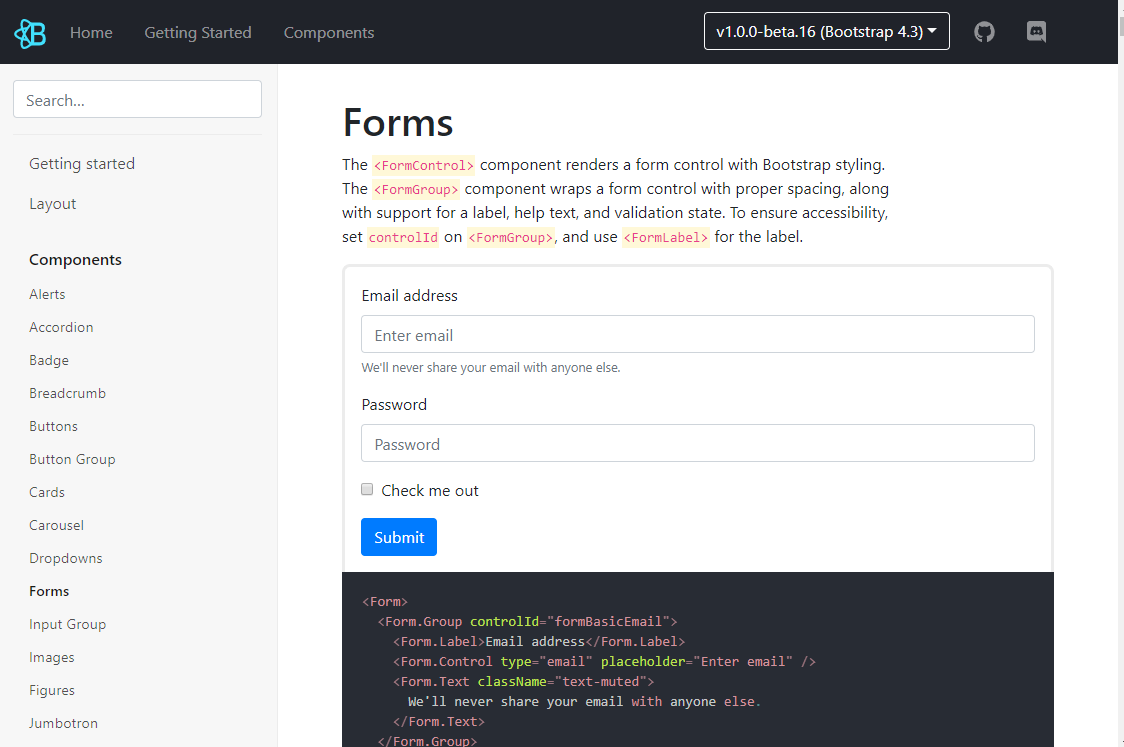 Home Getting Started Components v1.0.0-beta.16 (Bootstrap 4.3)
Search...
Getting started
Layout
Components
Alerts
Accordion
Badge
Breadcrumb
Buttons
Button Group
Cards
Carousel
Dropdowns
Forms
Input Group
Images
Figures
Jumbotron
Forms
The <FormControl> component renders a form control with Bootstrap styling.
The <FormGroup> component wraps a form control with proper spacing, along
with support for a label, help text, and validation state. To ensure accessibility,
set controlId on <FormGroup>, and use <FormLabel> for the label.
Email address
Enter email
We'll never share your email with anyone else.
Password
Password
Check me out
Submit
<Form>
<Form.Group controlId="formBasicEmail">
<Form.Label>Email address</Form.Label>
<Form.Control type="email" placeholder="Enter email" />
<Form.Text className="text-muted">
We'll never share your email with anyone else.
</Form.Text>
</Form.Group>